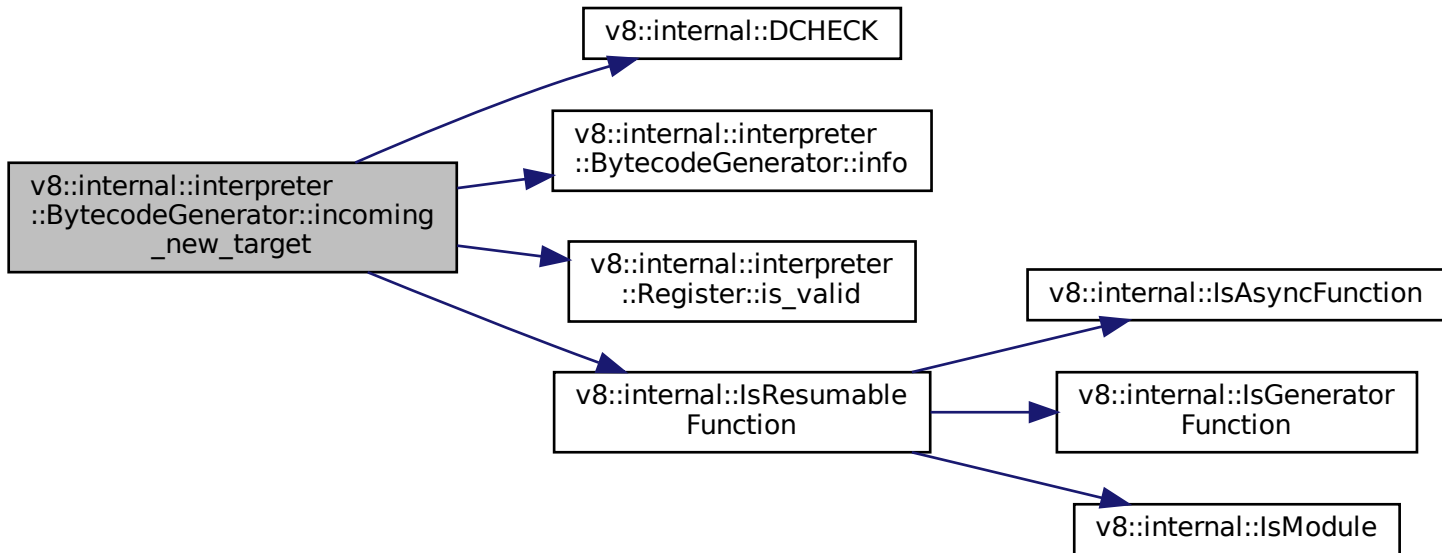 v8::internal::DCHECK
v8::internal::interpreter
::BytecodeGenerator::info
v8::internal::interpreter
::BytecodeGenerator::incoming
_new_target
v8::internal::interpreter
::Register::is_valid
v8::internal::IsAsyncFunction
v8::internal::IsResumable
Function
v8::internal::IsGenerator
Function
v8::internal::IsModule